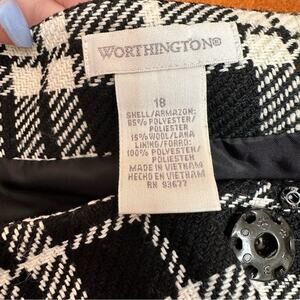 WORTHINGTON®
18
SHELL/ARMAZON:
85% POLYESTER/
POLIESTER
15% WOOL/LANA
LINING/FORRO:
100% POLYESTER/
POLIESTER
MADE IN VIETNAM
HECHO EN VIETNAM
RN 93677